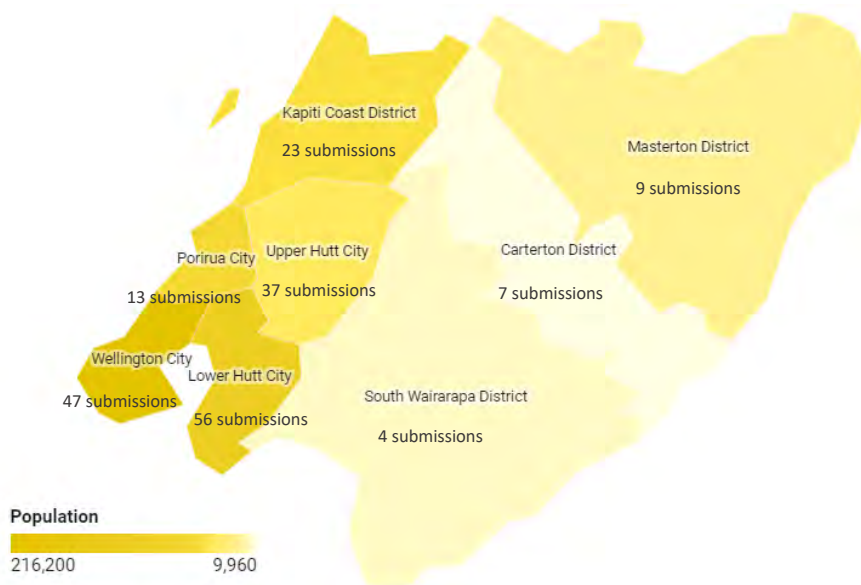 Kapiti Coast District
23 submissions
Masterton District
9 submissions
Porirua City
13 submissions
Upper Hutt City
37 submissions
Carterton District
7 submissions
Wellington City
47 submissions
Lower Hutt City
56 submissions
South Wairarapa District
4 submissions
Population
216,200 9,960